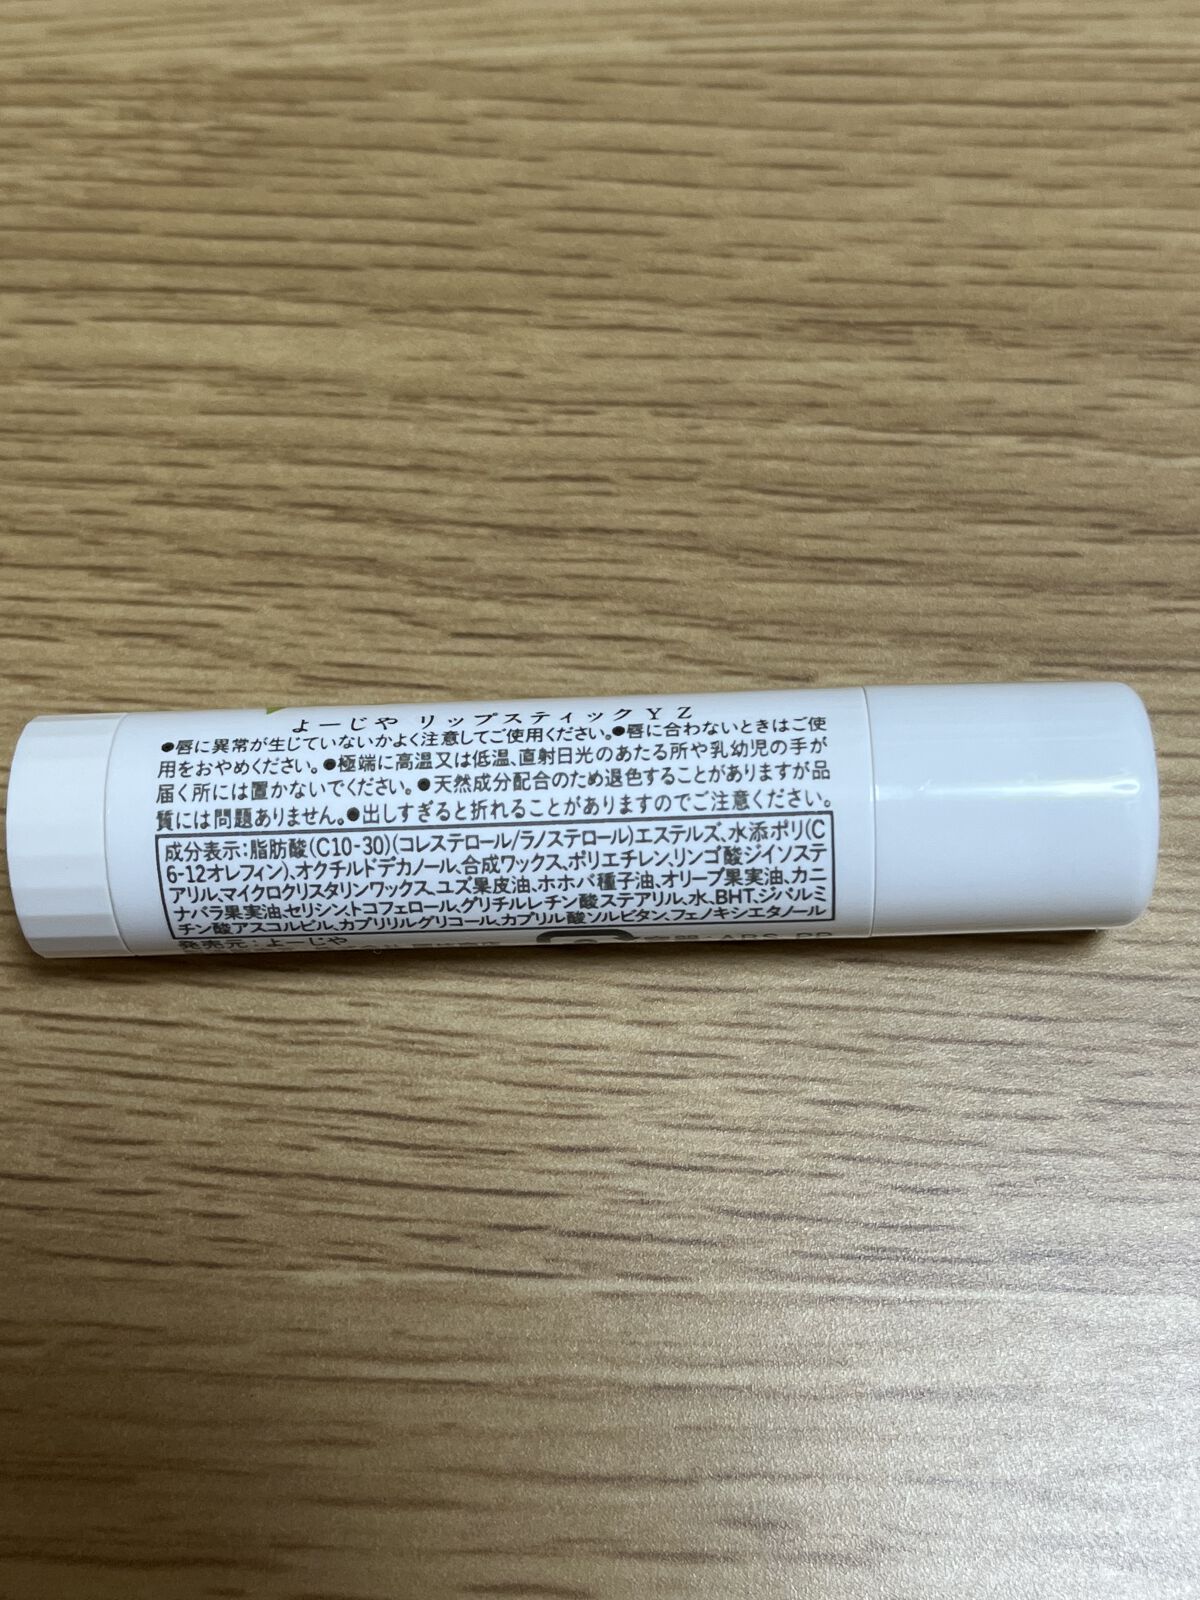 よーじや リップスティックＹＺ
●唇に異常が生じていないかよく注意してご使用ください。●唇に合わないときはご使
用をおやめください。●極端に高温又は低温、直射日光のあたる所や乳幼児の手が
届く所には置かないでください。●天然成分配合のため退色することがありますが品
質には問題ありません。●出しすぎると折れることがありますのでご注意ください。
成分表示:脂肪酸(C10-30)(コレステロール/ラノステロール)エステルズ、水添ポリ(C
6-12オレフィン)、オクチルドデカノール、合成ワックス、ポリエチレン、リンゴ酸ジイソステ
アリル、マイクロクリスタリンワックス、ユズ果皮油、ホホバ種子油、オリーブ果実油、カニ
ナバラ果実油、セリシン、トコフェロール、グリチルレチン酸ステアリル、水、BHT、ジパルミ
チン酸アスコルビル、カプリリルグリコール、カプリル酸ソルビタン、フェノキシエタノール
発売元：よーじや